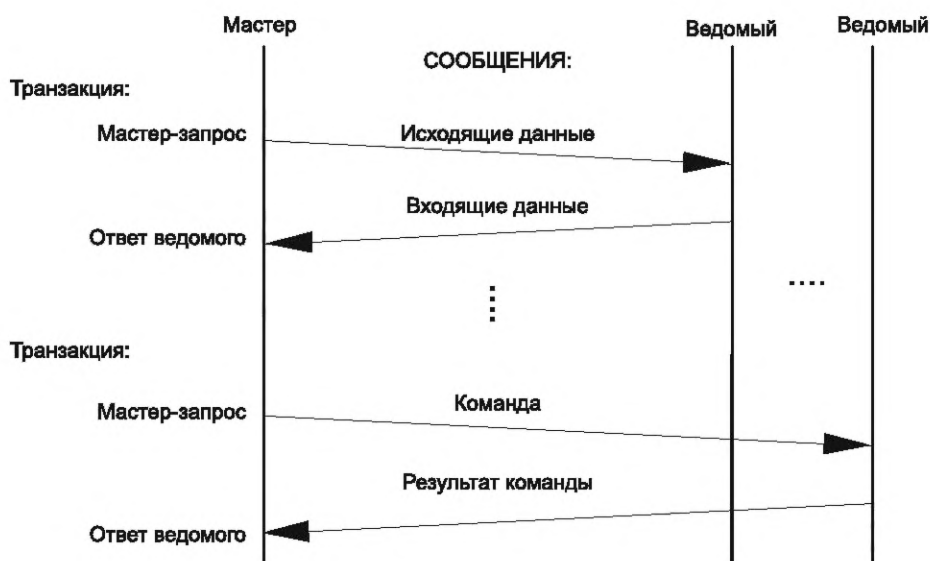 Мастер
Ведомый
Ведомый
СООБЩЕНИЯ:
Транзакция:
Мастер-запрос
Исходящие данные
Входящие данные
Ответ ведомого
Транзакция:
Мастер-запрос
Команда
Результат команды
Ответ ведомого